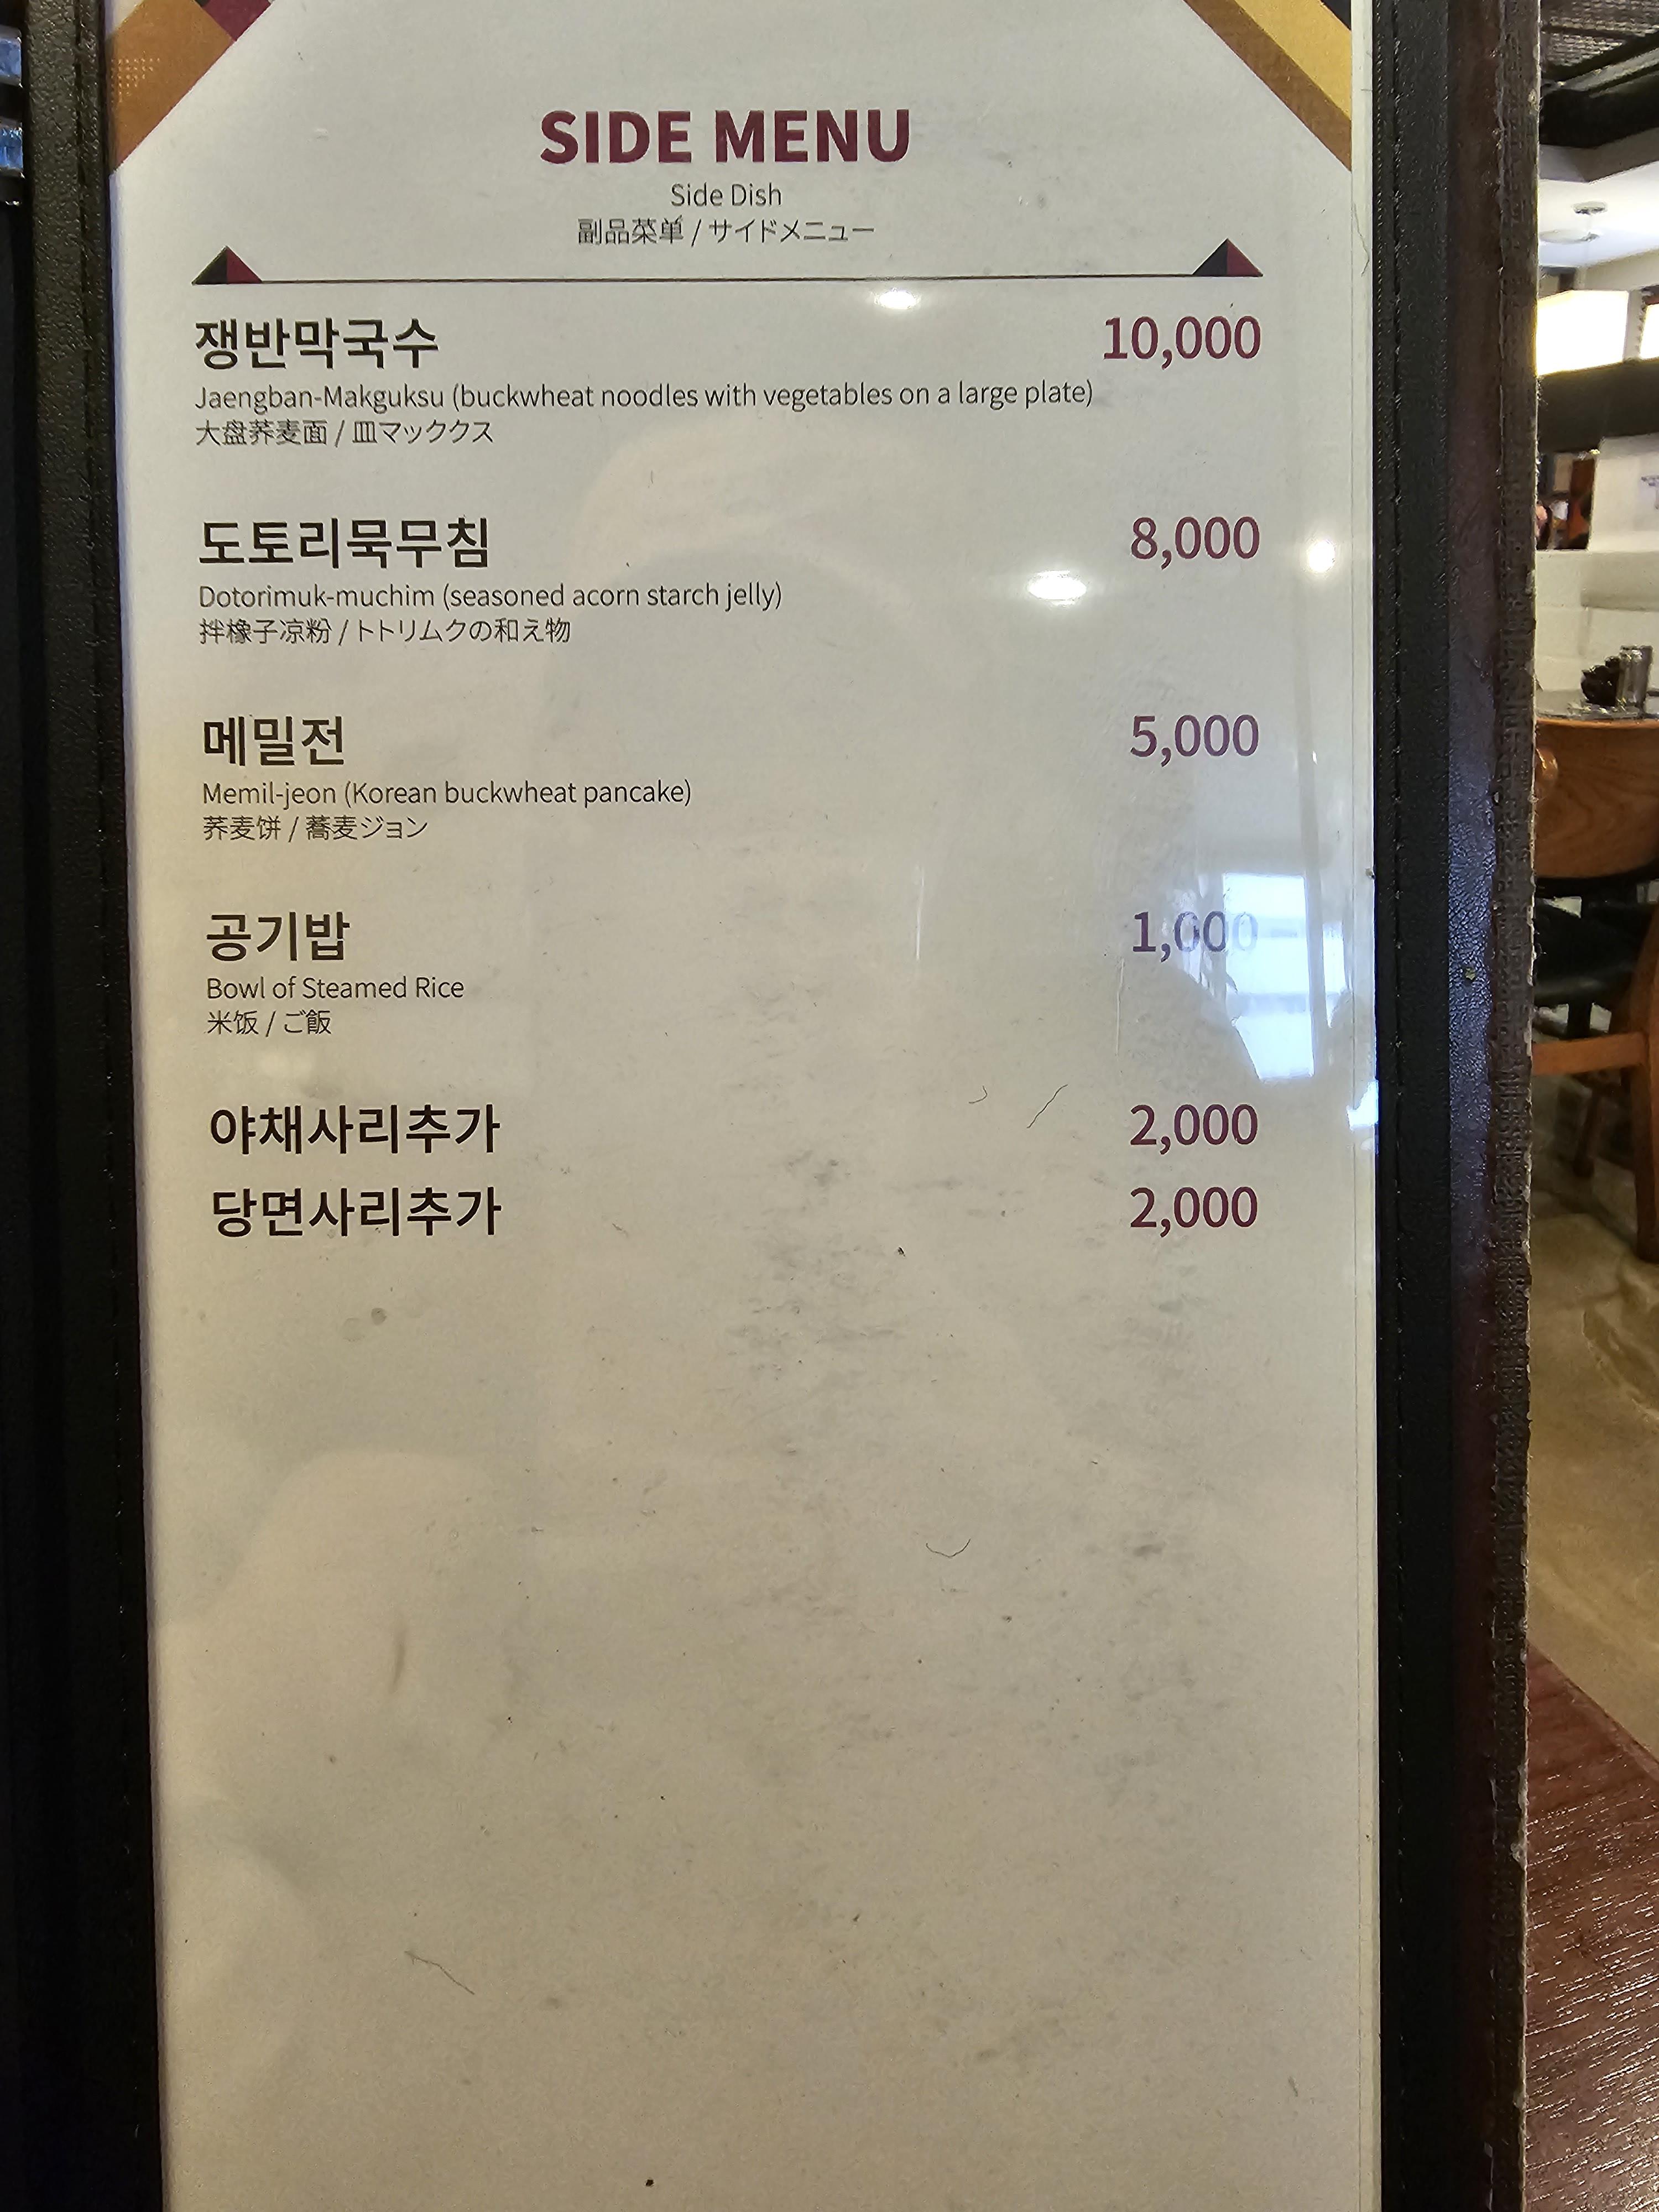 SIDE MENU
Side Dish
副品菜单 / サイドメニュー
쟁반막국수 10,000
Jaengban-Makguksu (buckwheat noodles with vegetables on a large plate)
大盘荞麦面 / 皿マッククス
도토리묵무침 8,000
Dotorimuk-muchim (seasoned acorn starch jelly)
拌橡子凉粉 / トトリムクの和え物
메밀전 5,000
Memil-jeon (Korean buckwheat pancake)
荞麦饼 / 蕎麦ジョン
공기밥 1,000
Bowl of Steamed Rice
米饭 / ご飯
야채사리추가 2,000
당면사리추가 2,000